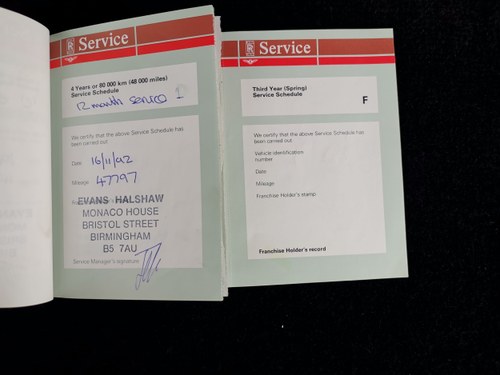 Service
4 Years or 80 000 km (48 000 miles)
Service Schedule
12 month service
We certify that the above Service Schedule has
been carried out
Date 16/11/92
Mileage 47797
EVANS HALSHAW
MONACO HOUSE
BRISTOL STREET
BIRMINGHAM
B5 7AU
Service Manager's signature
Service
Third Year (Spring)
Service Schedule
F
We certify that the above Service Schedule has
been carried out
Vehicle identification
number
Date
Mileage
Franchise Holder's stamp
Franchise Holder's record